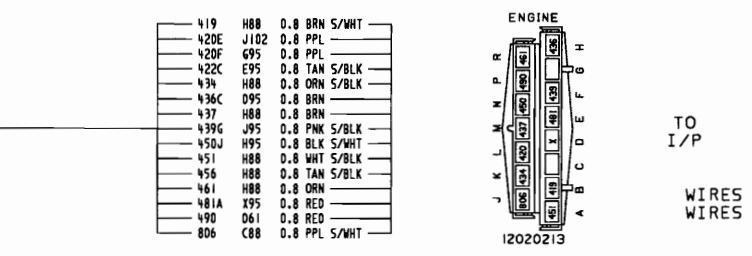 419 H88 0.8 BRN S/WHT
420E J102 0.8 PPL
420F G95 0.8 PPL
422C E95 0.8 TAN S/BLK
434 H88 0.8 ORN S/BLK
436C D95 0.8 BRN
437 H88 0.8 BRN
439G J95 0.8 PNK S/BLK
450J H95 0.8 BLK S/WHT
451 H88 0.8 WHT S/BLK
456 H88 0.8 TAN S/BLK
461 H88 0.8 ORN
481A X95 0.8 RED
490 D61 0.8 RED
806 C88 0.8 PPL S/WHT
ENGINE
J K L M N P R
806 434 420 437 450 490 461
451 419 X 481 439 436
A B C D E F G H
12020213
TO
I/P
WIRES
WIRES